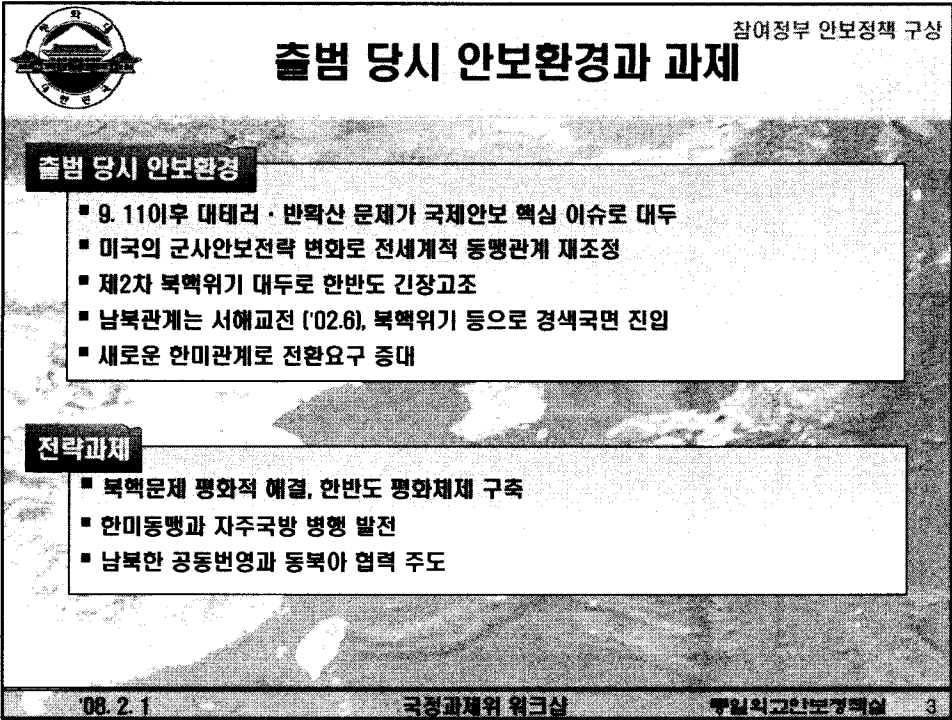 청와대
대한민국
참여정부 안보정책 구상
출범 당시 안보환경과 과제
출범 당시 안보환경
▪ 9. 11이후 대테러 · 반확산 문제가 국제안보 핵심 이슈로 대두
▪ 미국의 군사안보전략 변화로 전세계적 동맹관계 재조정
▪ 제2차 북핵위기 대두로 한반도 긴장고조
▪ 남북관계는 서해교전 ('02.6), 북핵위기 등으로 경색국면 진입
▪ 새로운 한미관계로 전환요구 증대
전략과제
▪ 북핵문제 평화적 해결, 한반도 평화체제 구축
▪ 한미동맹과 자주국방 병행 발전
▪ 남북한 공동번영과 동북아 협력 주도
'08. 2. 1 국정과제위 워크샵 통일외교안보정책실 3